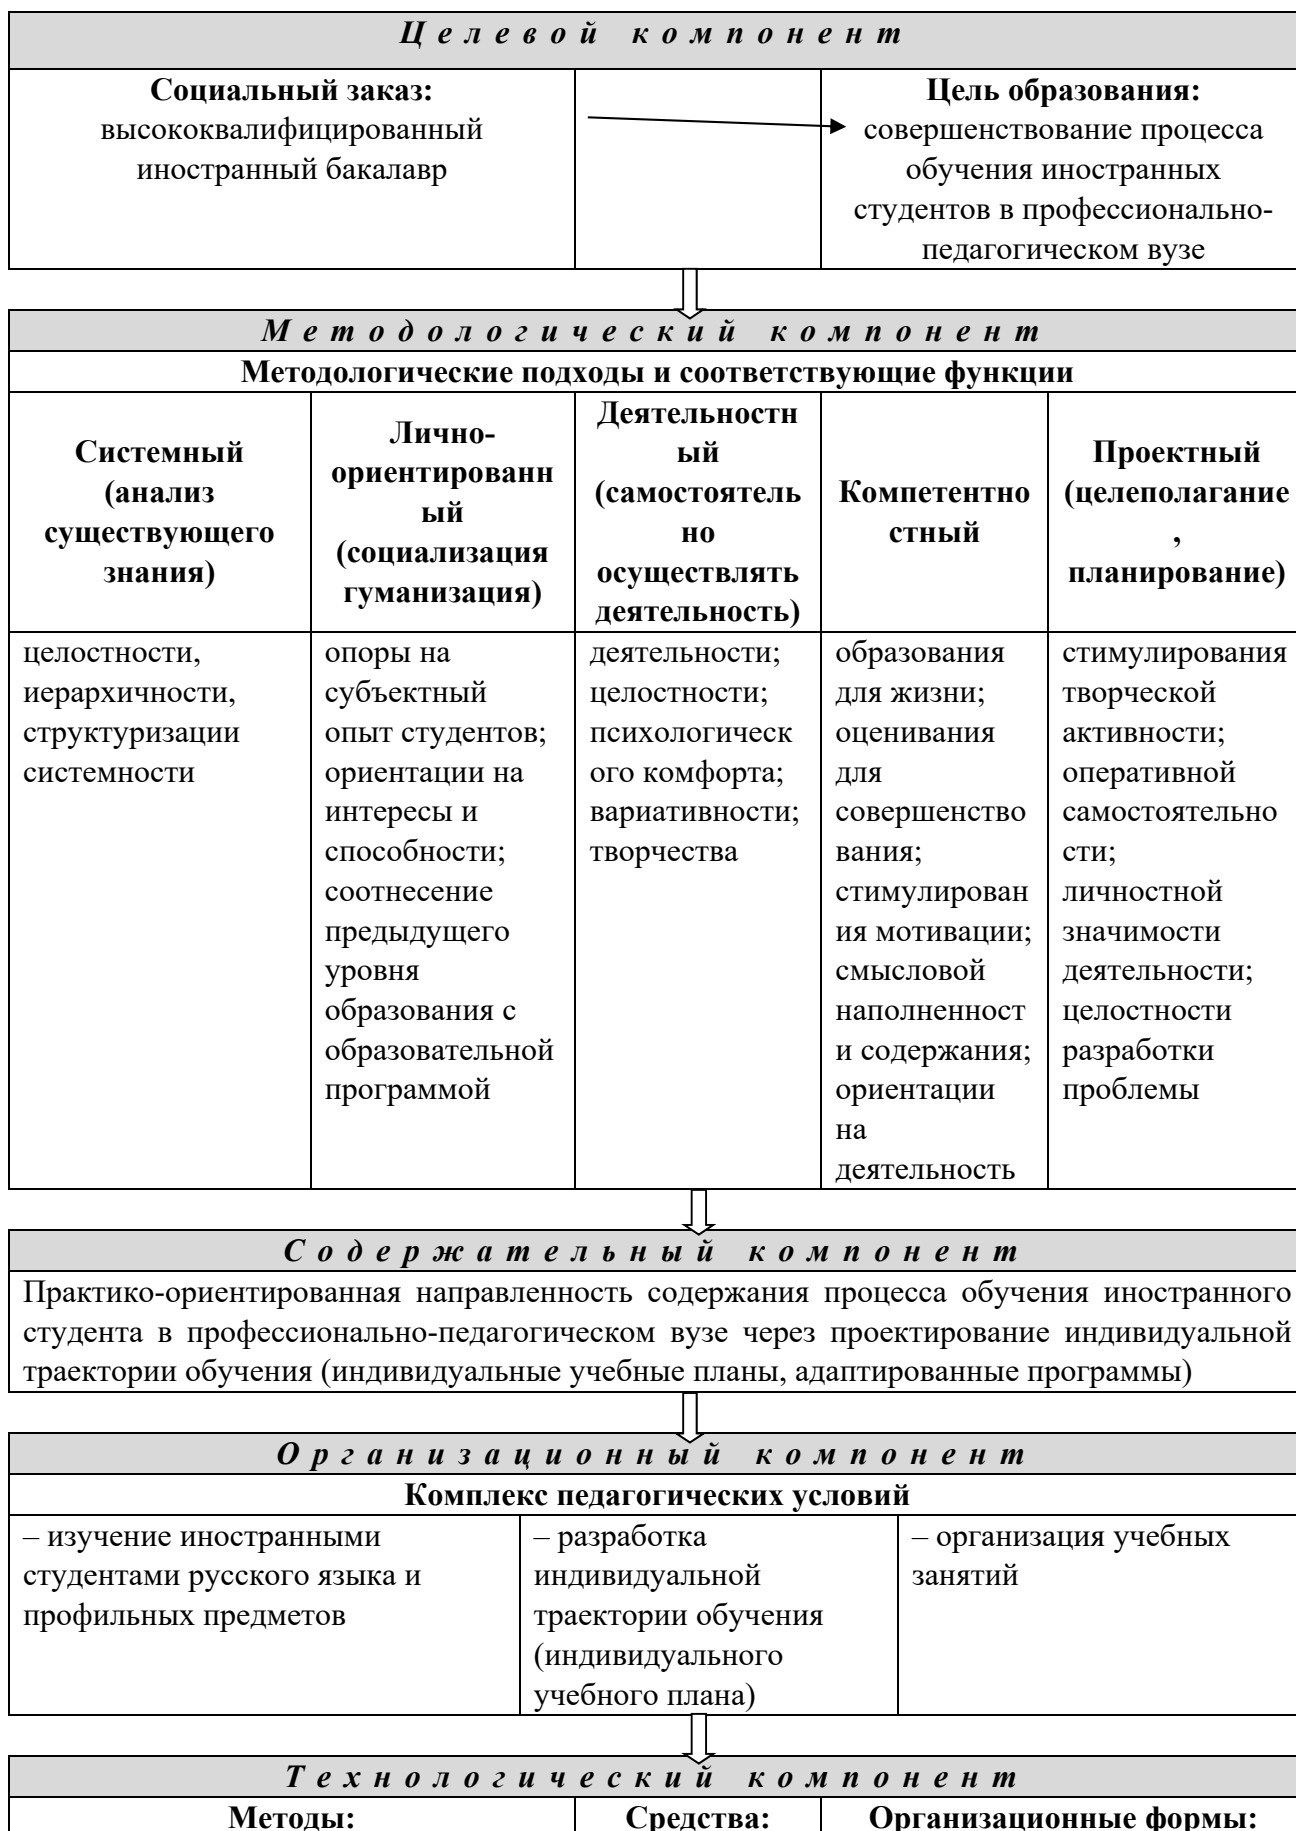 Целевой компонент
Социальный заказ:
высококвалифицированный
иностранный бакалавр
Цель образования:
совершенствование процесса
обучения иностранных
студентов в профессионально-
педагогическом вузе
Методологический компонент
Методологические подходы и соответствующие функции
Системный
(анализ
существующего
знания)
Лично-
ориентированн
ый
(социализация
гуманизация)
Деятельностн
ый
(самостоятель
но
осуществлять
деятельность)
Компетентно
стный
Проектный
(целеполагание
,
планирование)
целостности,
иерархичности,
структуризации
системности
опоры на
субъектный
опыт студентов;
ориентации на
интересы и
способности;
соотнесение
предыдущего
уровня
образования с
образовательной
программой
деятельности;
целостности;
психологическ
ого комфорта;
вариативности;
творчества
образования
для жизни;
оценивания
для
совершенство
вания;
стимулирован
ия мотивации;
смысловой
наполненност
и содержания;
ориентации
на
деятельность
стимулирования
творческой
активности;
оперативной
самостоятельно
сти;
личностной
значимости
деятельности;
целостности
разработки
проблемы
Содержательный компонент
Практико-ориентированная направленность содержания процесса обучения иностранного
студента в профессионально-педагогическом вузе через проектирование индивидуальной
траектории обучения (индивидуальные учебные планы, адаптированные программы)
Организационный компонент
Комплекс педагогических условий
– изучение иностранными
студентами русского языка и
профильных предметов
– разработка
индивидуальной
траектории обучения
(индивидуального
учебного плана)
– организация учебных
занятий
Технологический компонент
Методы:
Средства:
Организационные формы: